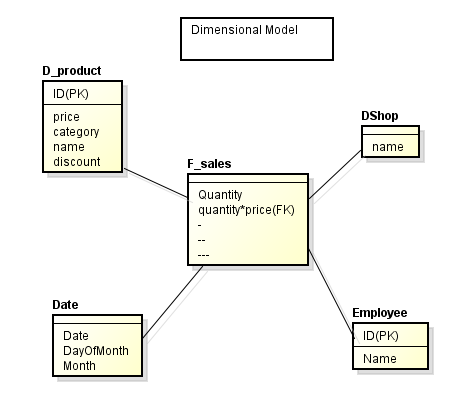 Dimensional Model
D_product
ID(PK)
price
category
name
discount
DShop
name
F_sales
Quantity
quantity*price(FK)
-
--
---
Date
Date
DayOfMonth
Month
Employee
ID(PK)
Name